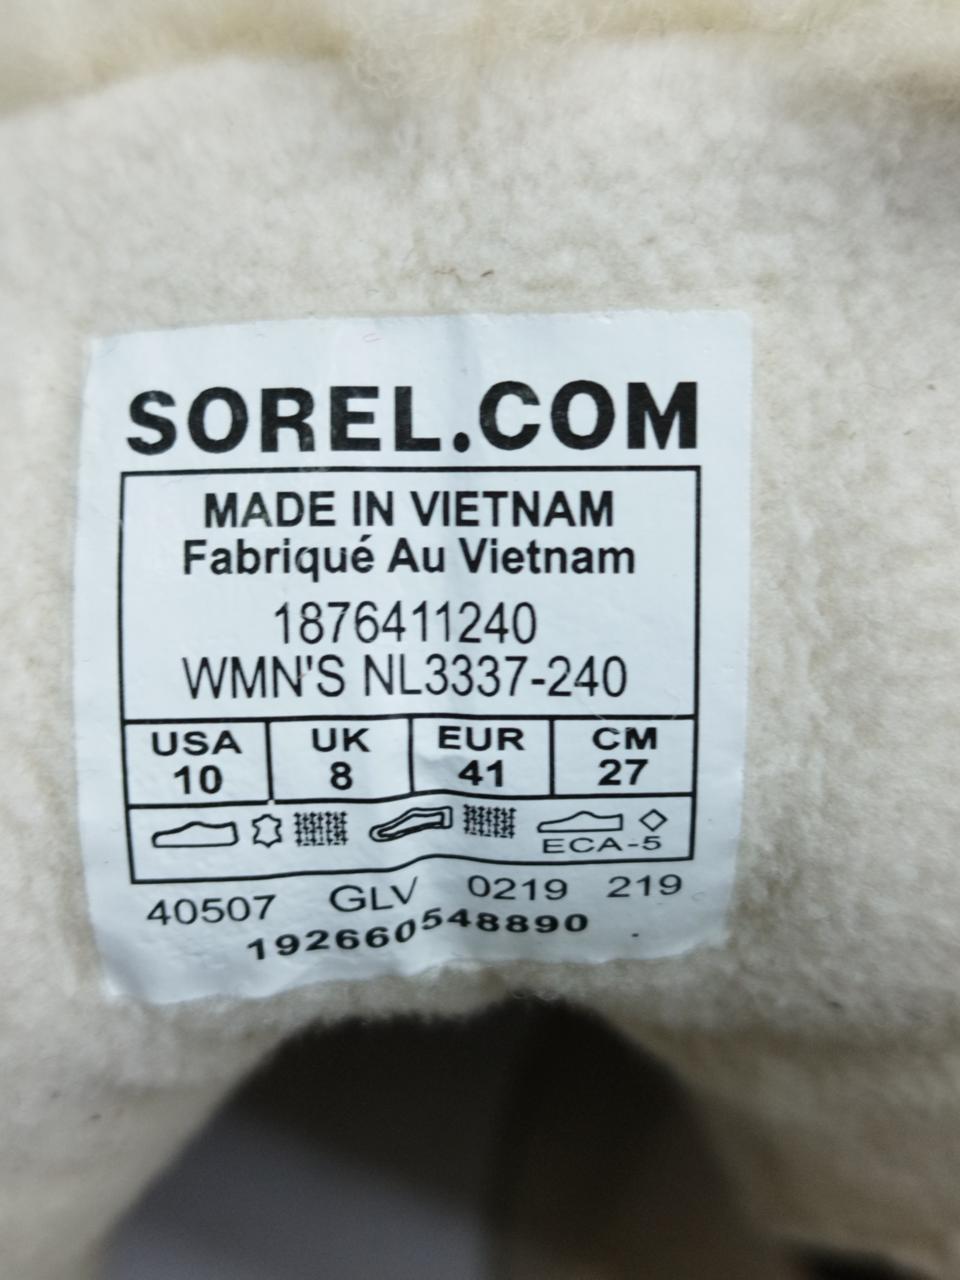 SOREL.COM
MADE IN VIETNAM
Fabriqué Au Vietnam
1876411240
WMN'S NL3337-240
USA UK EUR CM
10 8 41 27
ECA-5
40507 GLV 0219 219
192660548890